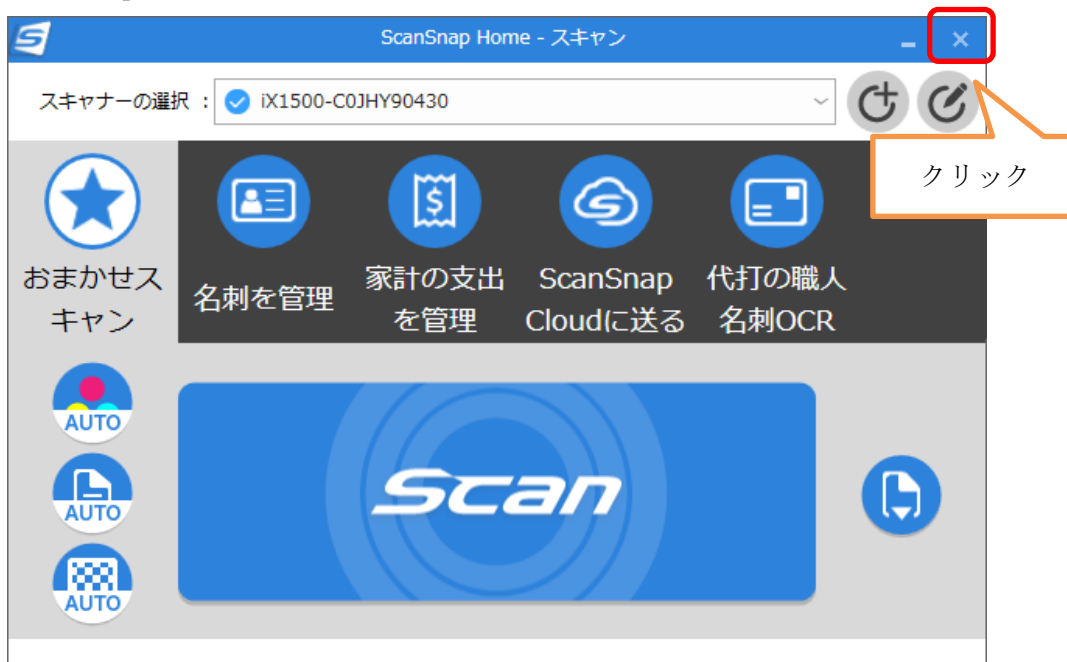 ScanSnap Home - スキャン
スキャナーの選択 : iX1500-C0JHY90430
クリック
おまかせス
キャン
名刺を管理
家計の支出
を管理
ScanSnap
Cloudに送る
代打の職人
名刺OCR
AUTO
AUTO
AUTO
Scan